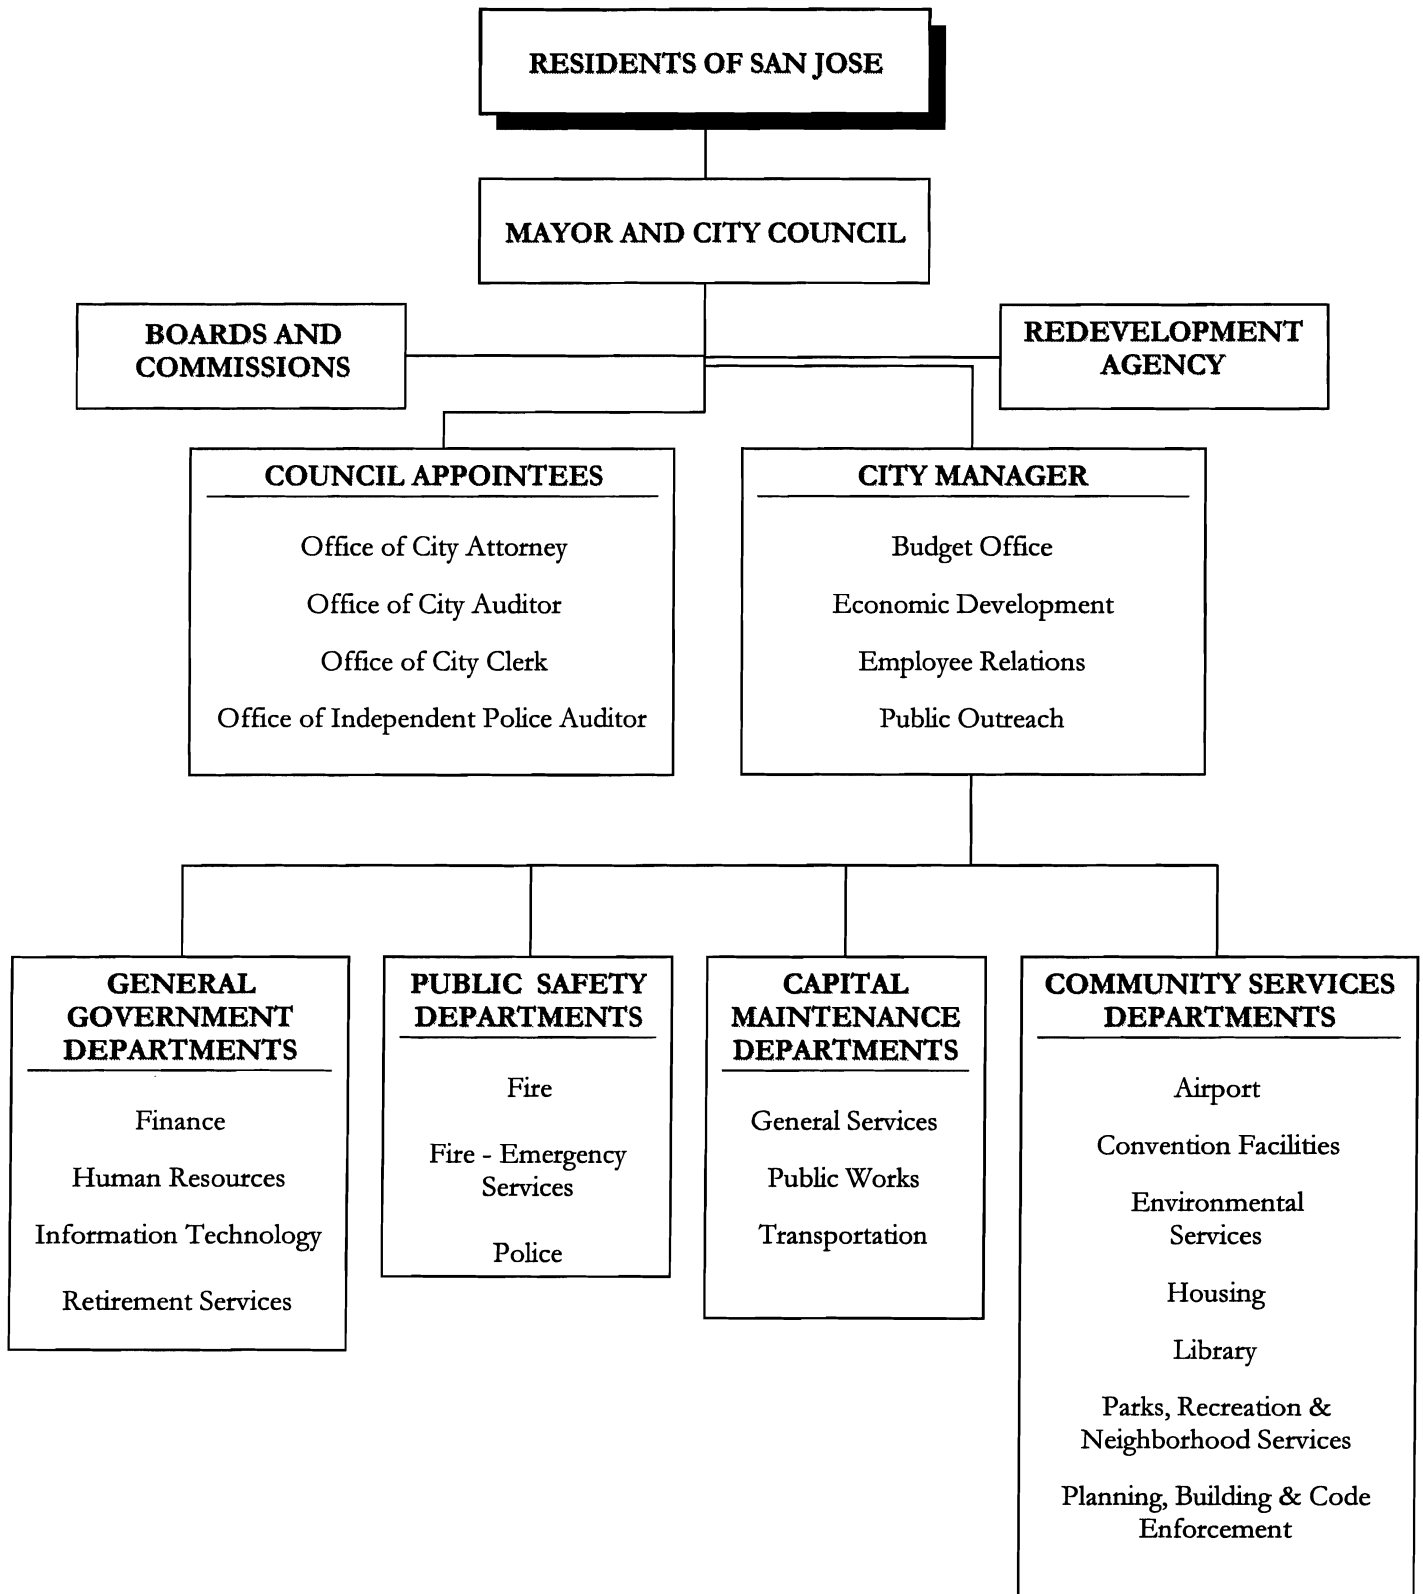 RESIDENTS OF SAN JOSE
MAYOR AND CITY COUNCIL
BOARDS AND
COMMISSIONS
REDEVELOPMENT
AGENCY
COUNCIL APPOINTEES
Office of City Attorney
Office of City Auditor
Office of City Clerk
Office of Independent Police Auditor
CITY MANAGER
Budget Office
Economic Development
Employee Relations
Public Outreach
GENERAL
GOVERNMENT
DEPARTMENTS
Finance
Human Resources
Information Technology
Retirement Services
PUBLIC SAFETY
DEPARTMENTS
Fire
Fire - Emergency
Services
Police
CAPITAL
MAINTENANCE
DEPARTMENTS
General Services
Public Works
Transportation
COMMUNITY SERVICES
DEPARTMENTS
Airport
Convention Facilities
Environmental
Services
Housing
Library
Parks, Recreation &
Neighborhood Services
Planning, Building & Code
Enforcement